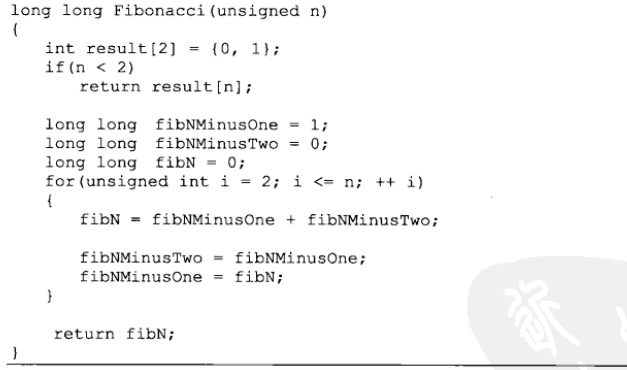 long long Fibonacci(unsigned n)
{
    int result[2] = {0, 1};
    if(n < 2)
        return result[n];

    long long  fibNMinusOne = 1;
    long long  fibNMinusTwo = 0;
    long long  fibN = 0;
    for(unsigned int i = 2; i <= n; ++ i)
    {
        fibN = fibNMinusOne + fibNMinusTwo;

        fibNMinusTwo = fibNMinusOne;
        fibNMinusOne = fibN;
    }

     return fibN;
}